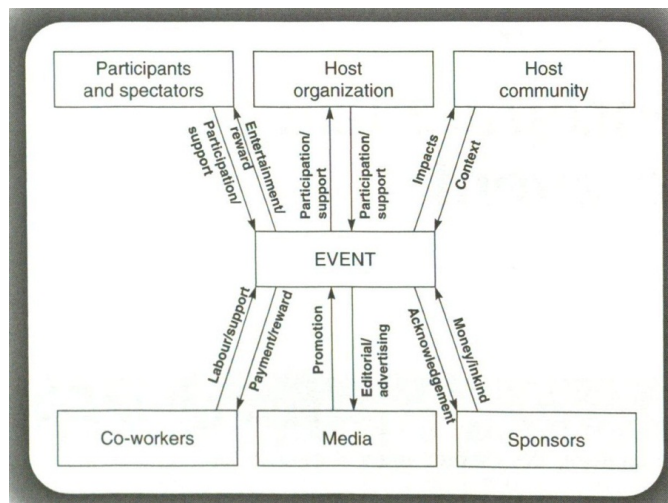 Participants
and spectators
Host
organization
Host
community
Participation/
support
Entertainment/
reward
Participation/
support
Participation/
support
Impacts
Context
EVENT
Labour/support
Payment/reward
Promotion
Editorial/
advertising
Acknowledgement
Money/inkind
Co-workers
Media
Sponsors